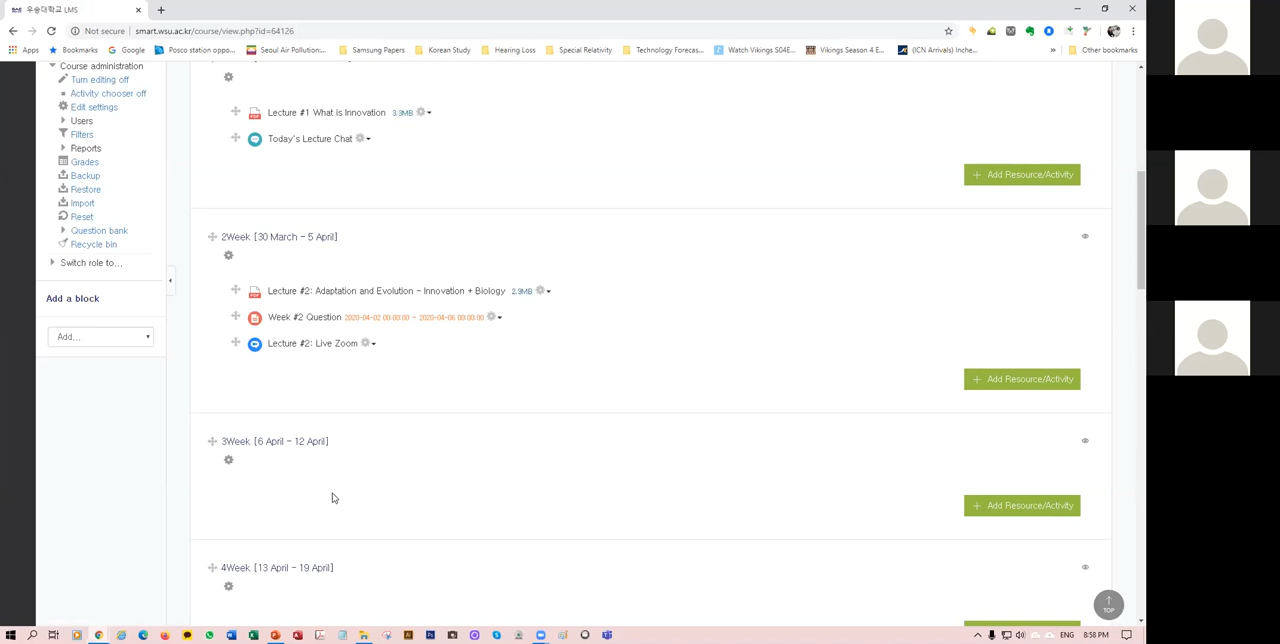 우송대학교 LMS
Not secure | smart.wsu.ac.kr/course/view.php?id=64126
Apps Bookmarks Google Posco station oppo... Seoul Air Pollution:... Samsung Papers Korean Study Hearing Loss Special Relativity Technology Forecas... Watch Vikings S04E... Vikings Season 4 E... (ICN Arrivals) Inche... » Other bookmarks
Course administration
Turn editing off
Activity chooser off
Edit settings
Users
Filters
Reports
Grades
Backup
Restore
Import
Reset
Question bank
Recycle bin
Switch role to...
Add a block
Add...
Lecture #1 What is Innovation 3.3MB
Today's Lecture Chat
+ Add Resource/Activity
2Week [30 March - 5 April]
Lecture #2: Adaptation and Evolution - Innovation + Biology 2.9MB
Week #2 Question 2020-04-02 00:00:00 ~ 2020-04-06 00:00:00
Lecture #2: Live Zoom
+ Add Resource/Activity
3Week [6 April - 12 April]
+ Add Resource/Activity
4Week [13 April - 19 April]
TOP
ENG 8:58 PM